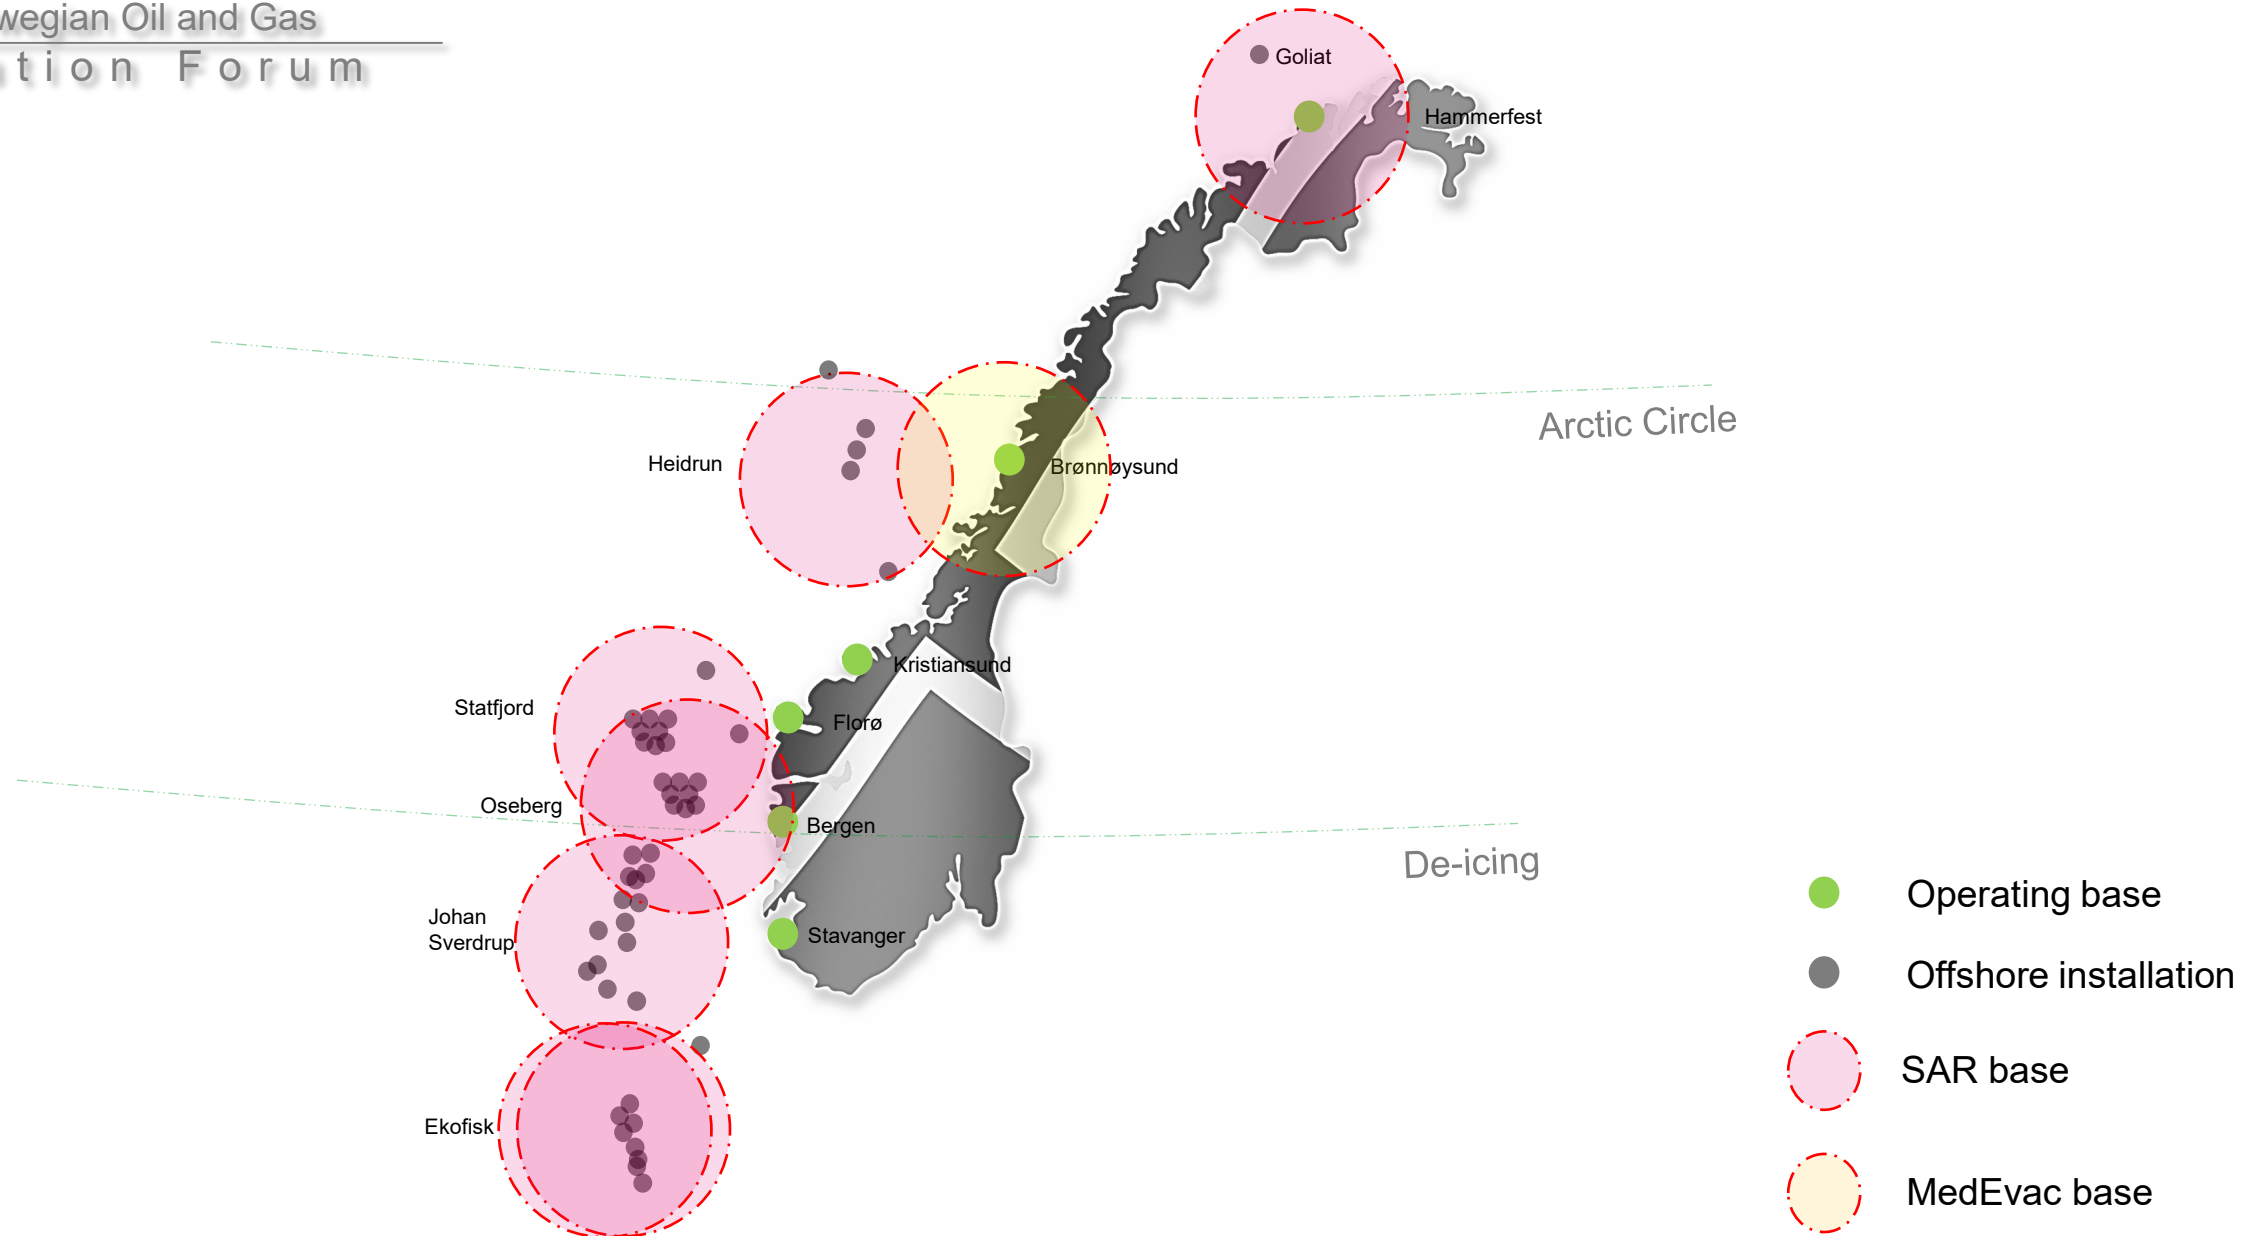 wegian Oil and Gas
tion Forum
Goliat
Hammerfest
Arctic Circle
Heidrun
Brønnøysund
Kristiansund
Statfjord
Florø
Oseberg
Bergen
De-icing
Johan
Sverdrup
Stavanger
Ekofisk
Operating base
Offshore installation
SAR base
MedEvac base